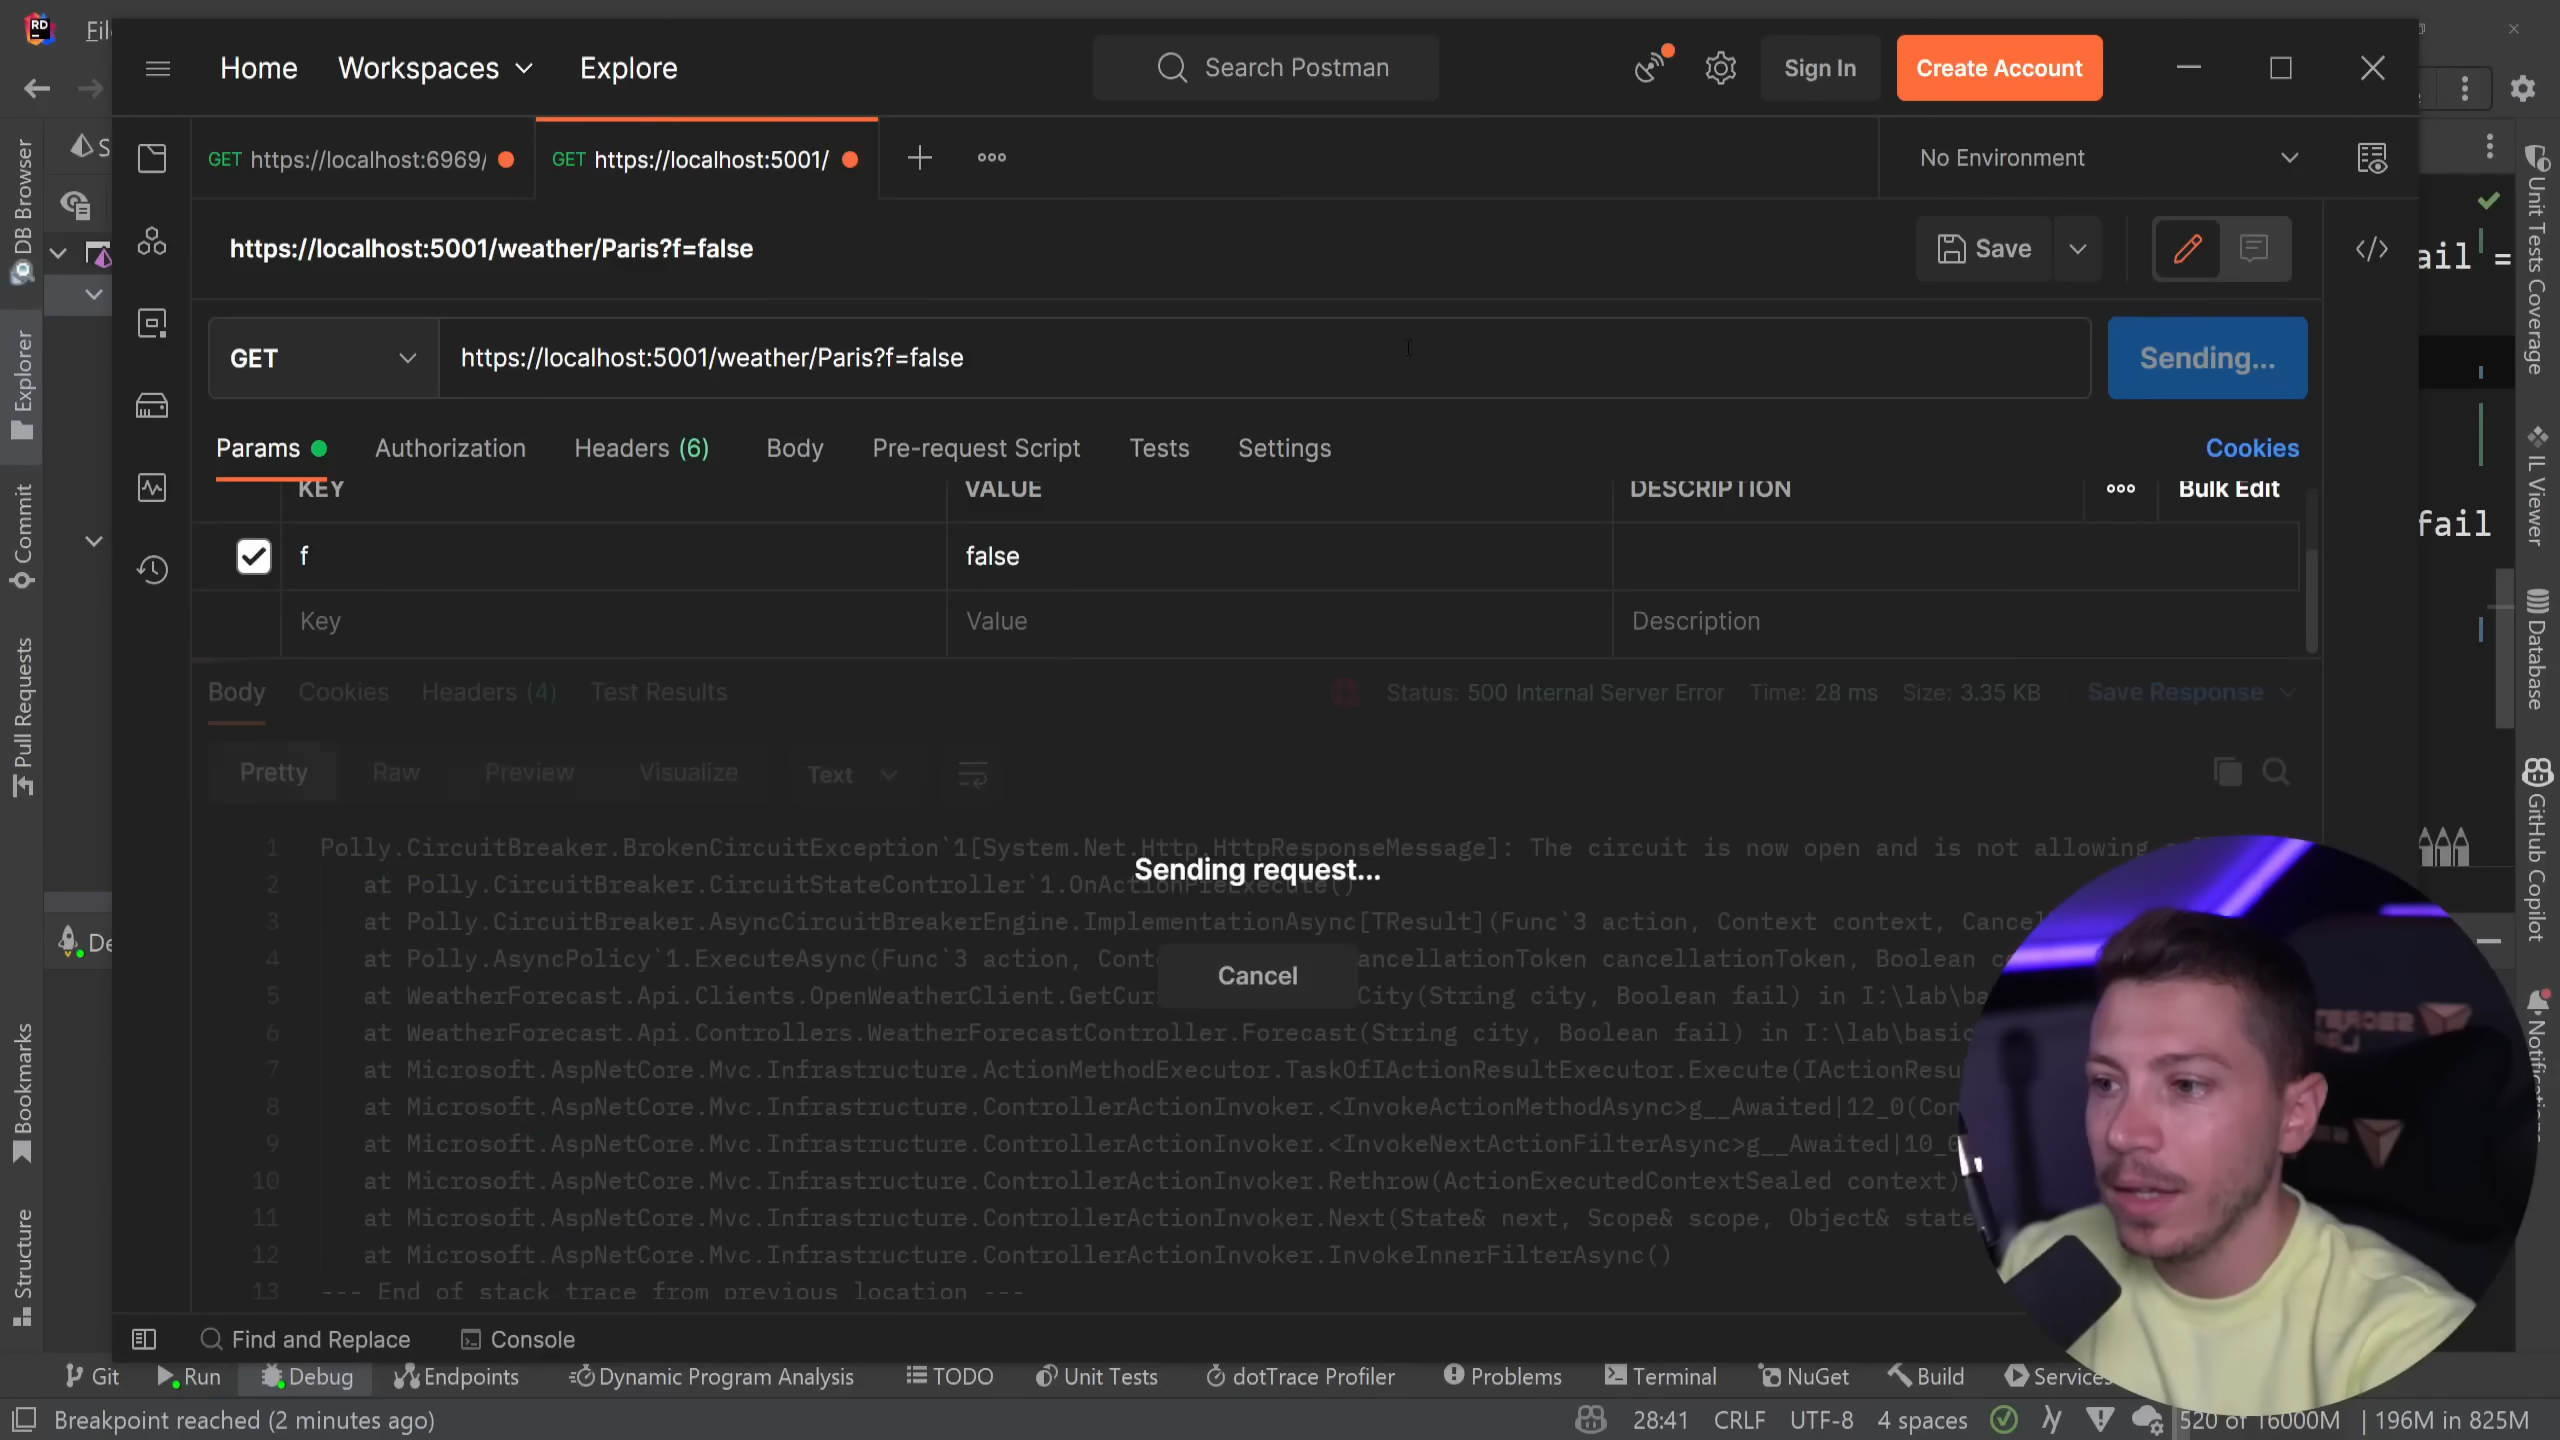 RD
File
Home
Workspaces
Explore
Search Postman
Sign In
Create Account
GET https://localhost:6969/
GET https://localhost:5001/
No Environment
https://localhost:5001/weather/Paris?f=false
Save
GET
https://localhost:5001/weather/Paris?f=false
Sending...
Params
Authorization
Headers (6)
Body
Pre-request Script
Tests
Settings
Cookies
KEY
VALUE
DESCRIPTION
Bulk Edit
f
false
Key
Value
Description
Body
Cookies
Headers (4)
Test Results
Status: 500 Internal Server Error
Time: 28 ms
Size: 3.35 KB
Save Response
Pretty
Raw
Preview
Visualize
Text
1 Polly.CircuitBreaker.BrokenCircuitException`1[System.Net.Http.HttpResponseMessage]: The circuit is now open and is not allowing
Sending request...
2 at Polly.CircuitBreaker.CircuitStateController`1.OnActionPreExecute()
3 at Polly.CircuitBreaker.AsyncCircuitBreakerEngine.ImplementationAsync[TResult](Func`3 action, Context context, Cancel
4 at Polly.AsyncPolicy`1.ExecuteAsync(Func`3 action, Cont ancellationToken cancellationToken, Boolean c
Cancel
5 at WeatherForecast.Api.Clients.OpenWeatherClient.GetCur City(String city, Boolean fail) in I:\lab\bas
6 at WeatherForecast.Api.Controllers.WeatherForecastController.Forecast(String city, Boolean fail) in I:\lab\basic
7 at Microsoft.AspNetCore.Mvc.Infrastructure.ActionMethodExecutor.TaskOfIActionResultExecutor.Execute(IActionResu
8 at Microsoft.AspNetCore.Mvc.Infrastructure.ControllerActionInvoker.<InvokeActionMethodAsync>g__Awaited|12_0(Con
9 at Microsoft.AspNetCore.Mvc.Infrastructure.ControllerActionInvoker.<InvokeNextActionFilterAsync>g__Awaited|10_0
10 at Microsoft.AspNetCore.Mvc.Infrastructure.ControllerActionInvoker.Rethrow(ActionExecutedContextSealed context)
11 at Microsoft.AspNetCore.Mvc.Infrastructure.ControllerActionInvoker.Next(State& next, Scope& scope, Object& state
12 at Microsoft.AspNetCore.Mvc.Infrastructure.ControllerActionInvoker.InvokeInnerFilterAsync()
13 --- End of stack trace from previous location ---
Find and Replace
Console
DB Browser
Explorer
Commit
Pull Requests
Bookmarks
Structure
S
De
ail =
fail
Unit Tests Coverage
IL Viewer
Database
GitHub Copilot
Notifications
Git
Run
Debug
Endpoints
Dynamic Program Analysis
TODO
Unit Tests
dotTrace Profiler
Problems
Terminal
NuGet
Build
Services
Breakpoint reached (2 minutes ago)
28:41
CRLF
UTF-8
4 spaces
520 of 16000M
196M in 825M